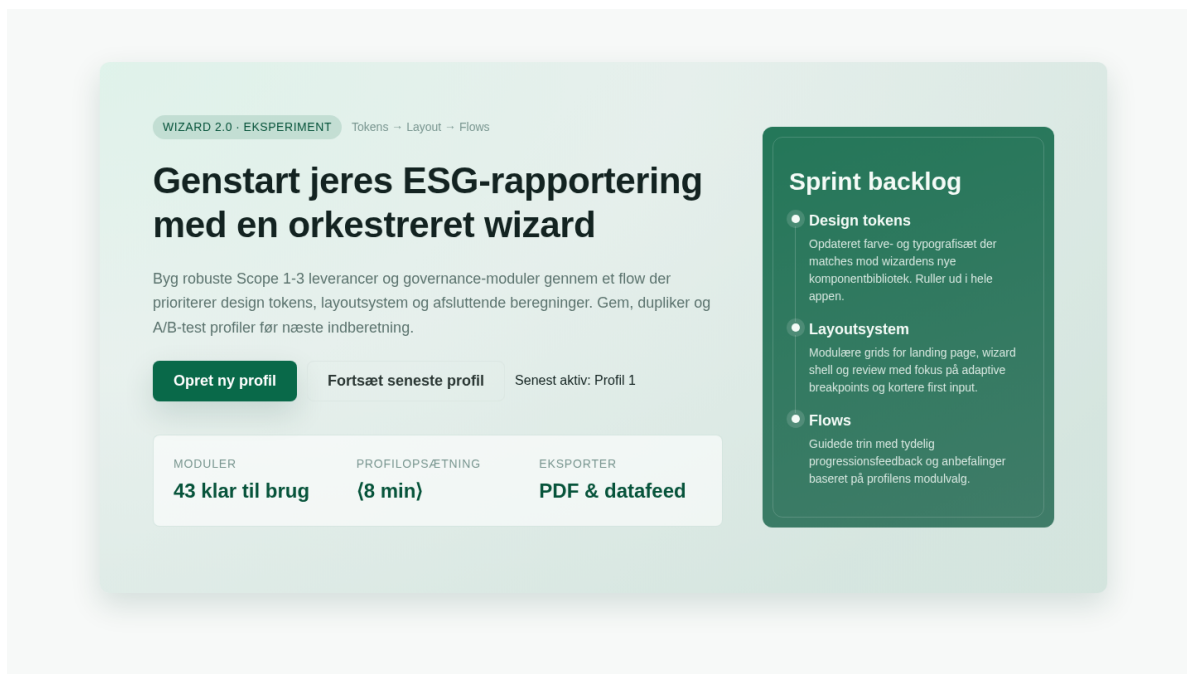 WIZARD 2.0 · EKSPERIMENT
Tokens → Layout → Flows
Genstart jeres ESG-rapportering
med en orkestreret wizard
Byg robuste Scope 1-3 leverancer og governance-moduler gennem et flow der
prioriterer design tokens, layoutsystem og afsluttende beregninger. Gem, dupliker og
A/B-test profiler før næste indberetning.
Opret ny profil
Fortsæt seneste profil
Senest aktiv: Profil 1
MODULER
43 klar til brug
PROFILOPSÆTNING
⟨8 min⟩
EKSPORTER
PDF & datafeed
Sprint backlog
Design tokens
Opdateret farve- og typografisæt der
matches mod wizardens nye
komponentbibliotek. Ruller ud i hele
appen.
Layoutsystem
Modulære grids for landing page, wizard
shell og review med fokus på adaptive
breakpoints og kortere first input.
Flows
Guidede trin med tydelig
progressionsfeedback og anbefalinger
baseret på profilens modulvalg.